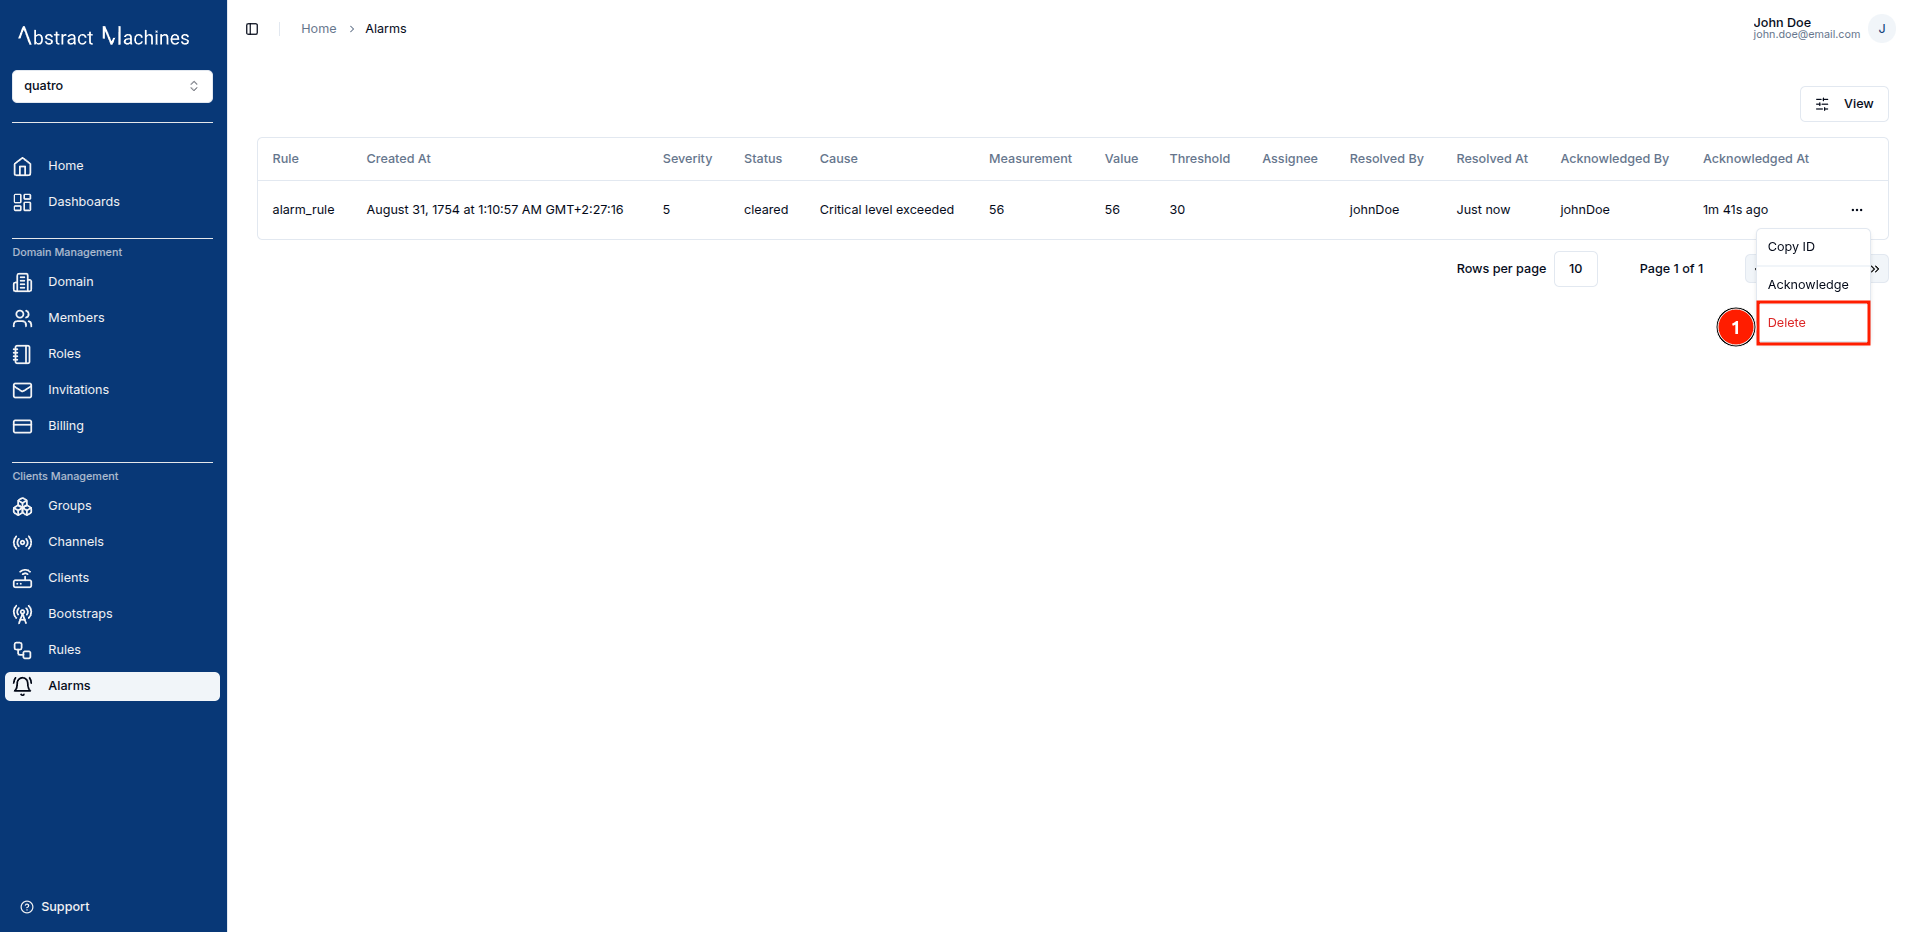 Abstract Machines
quatro
Home
Dashboards
Domain Management
Domain
Members
Roles
Invitations
Billing
Clients Management
Groups
Channels
Clients
Bootstraps
Rules
Alarms
Support
Home > Alarms
John Doe
john.doe@email.com
J
View
Rule Created At Severity Status Cause Measurement Value Threshold Assignee Resolved By Resolved At Acknowledged By Acknowledged At
alarm_rule August 31, 1754 at 1:10:57 AM GMT+2:27:16 5 cleared Critical level exceeded 56 56 30 johnDoe Just now johnDoe 1m 41s ago ...
Rows per page 10 Page 1 of 1 »
Copy ID
Acknowledge
1 Delete